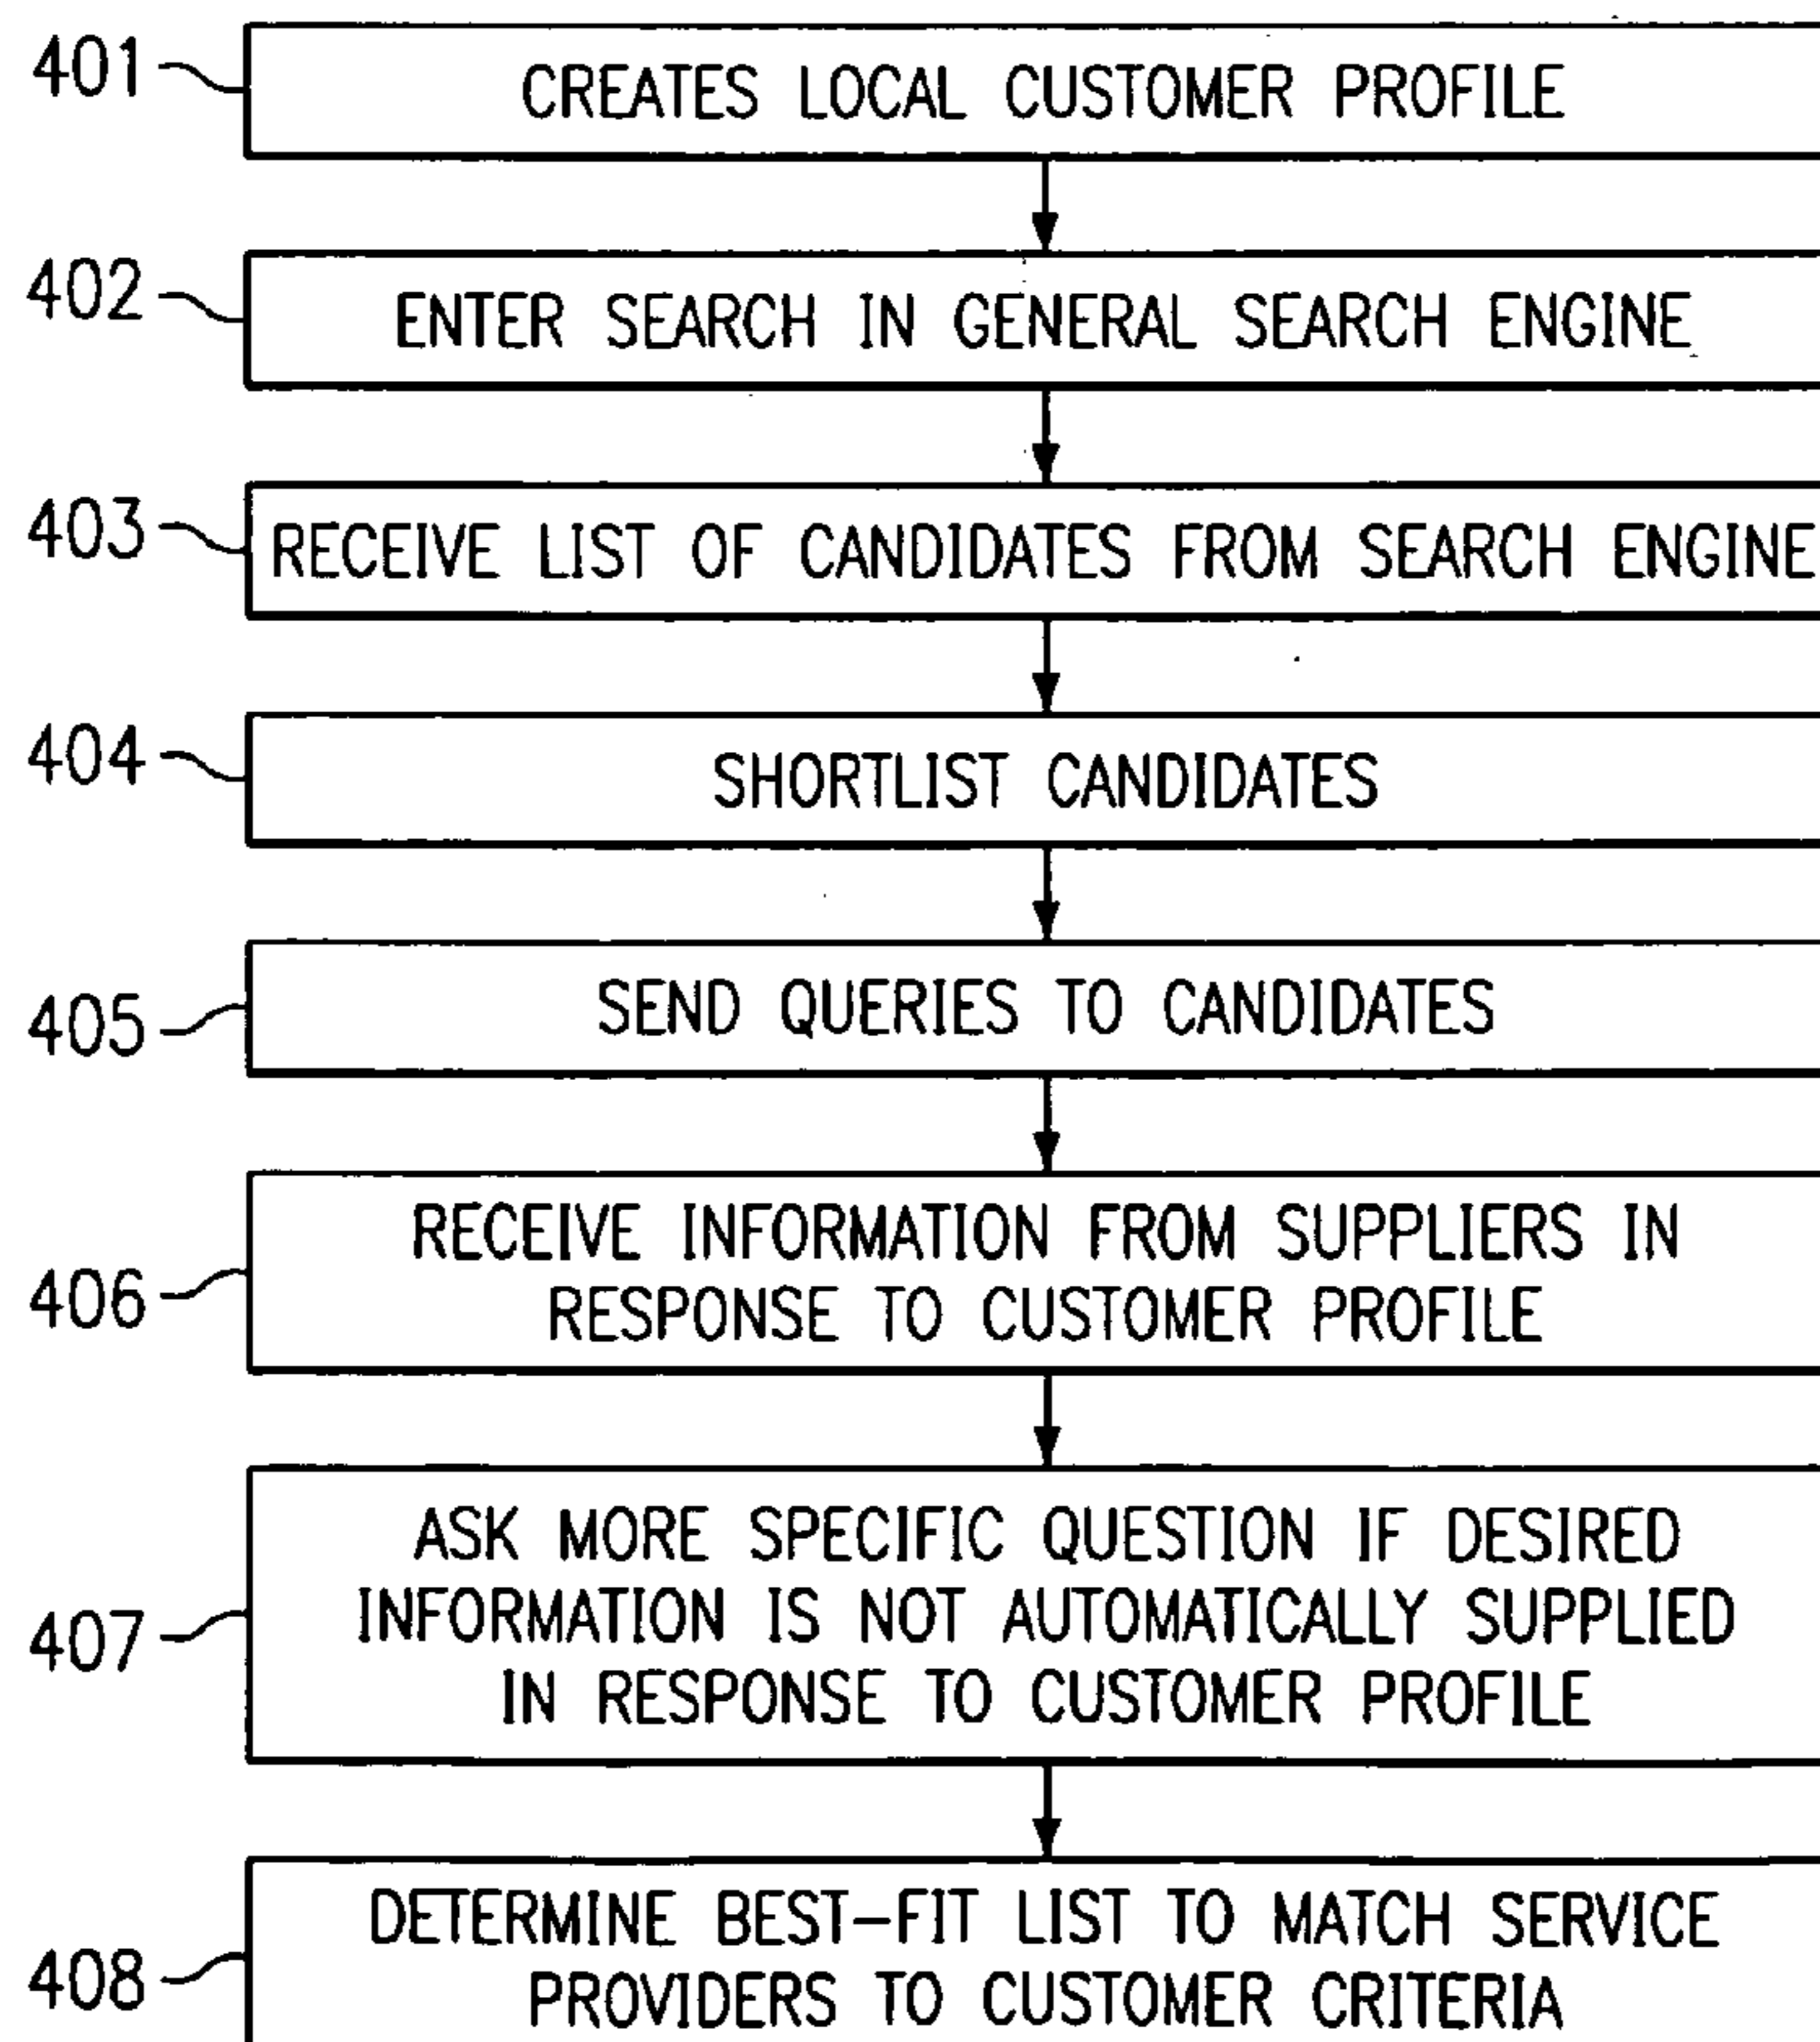 401
CREATES LOCAL CUSTOMER PROFILE
402
ENTER SEARCH IN GENERAL SEARCH ENGINE
403
RECEIVE LIST OF CANDIDATES FROM SEARCH ENGINE
404
SHORTLIST CANDIDATES
405
SEND QUERIES TO CANDIDATES
406
RECEIVE INFORMATION FROM SUPPLIERS IN
RESPONSE TO CUSTOMER PROFILE
407
ASK MORE SPECIFIC QUESTION IF DESIRED
INFORMATION IS NOT AUTOMATICALLY SUPPLIED
IN RESPONSE TO CUSTOMER PROFILE
408
DETERMINE BEST-FIT LIST TO MATCH SERVICE
PROVIDERS TO CUSTOMER CRITERIA